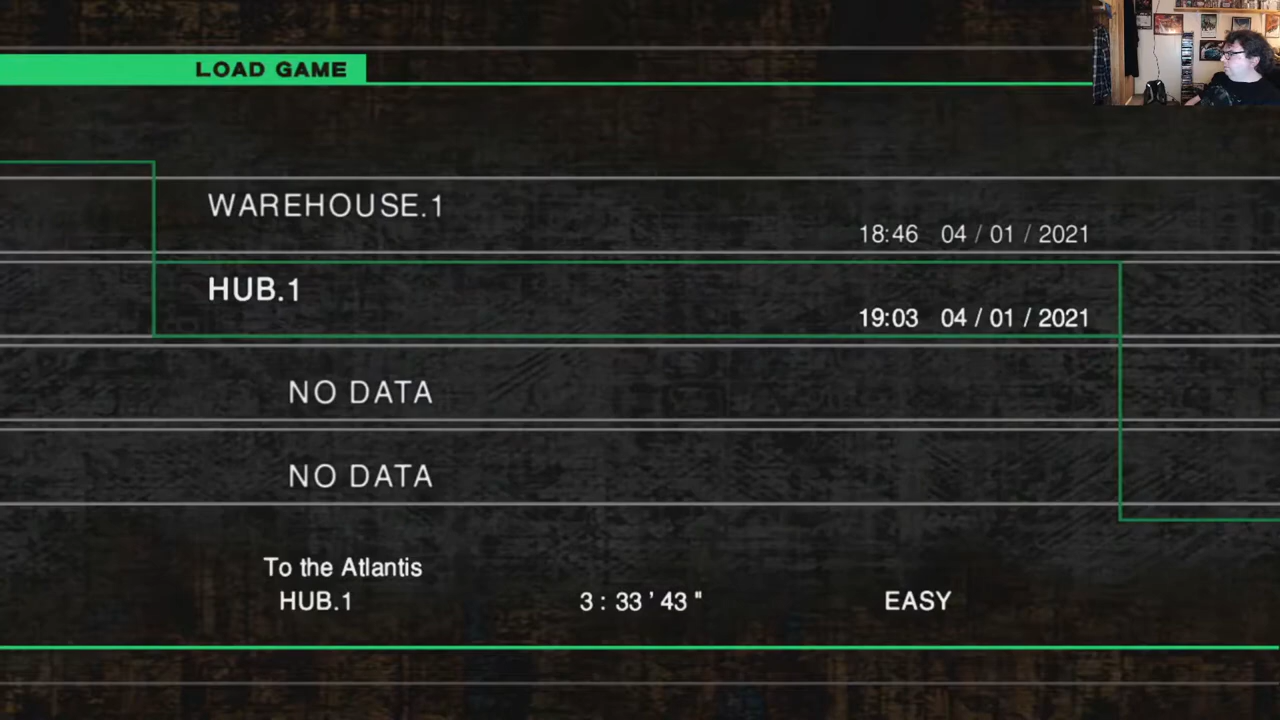 LOAD GAME
WAREHOUSE.1
18:46 04 / 01 / 2021
HUB.1
19:03 04 / 01 / 2021
NO DATA
NO DATA
To the Atlantis
HUB.1 3 : 33 ' 43 " EASY